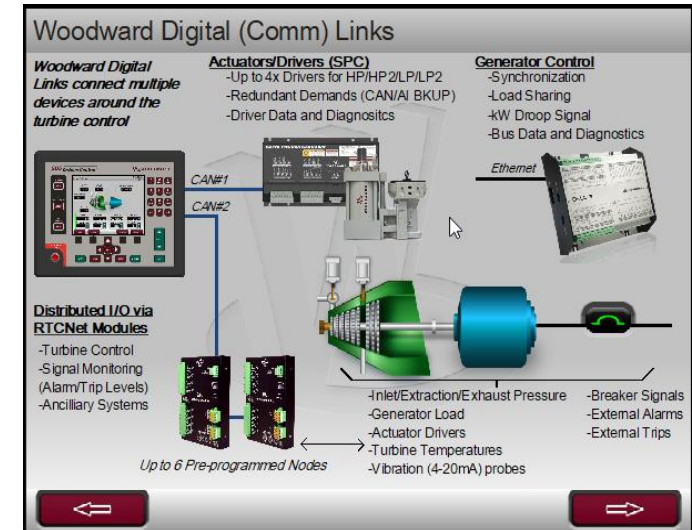 Woodward Digital (Comm) Links
Woodward Digital
Links connect multiple
devices around the
turbine control
Actuators/Drivers (SPC)
-Up to 4x Drivers for HP/HP2/LP/LP2
-Redundant Demands (CAN/AI BKUP)
-Driver Data and Diagnositcs
Generator Control
-Synchronization
-Load Sharing
-kW Droop Signal
-Bus Data and Diagnostics
CAN#1
CAN#2
Ethernet
Distributed I/O via
RTCNet Modules
-Turbine Control
-Signal Monitoring
(Alarm/Trip Levels)
-Ancilliary Systems
Up to 6 Pre-programmed Nodes
-Inlet/Extraction/Exhaust Pressure
-Generator Load
-Actuator Drivers
-Turbine Temperatures
-Vibration (4-20mA) probes
-Breaker Signals
-External Alarms
-External Trips